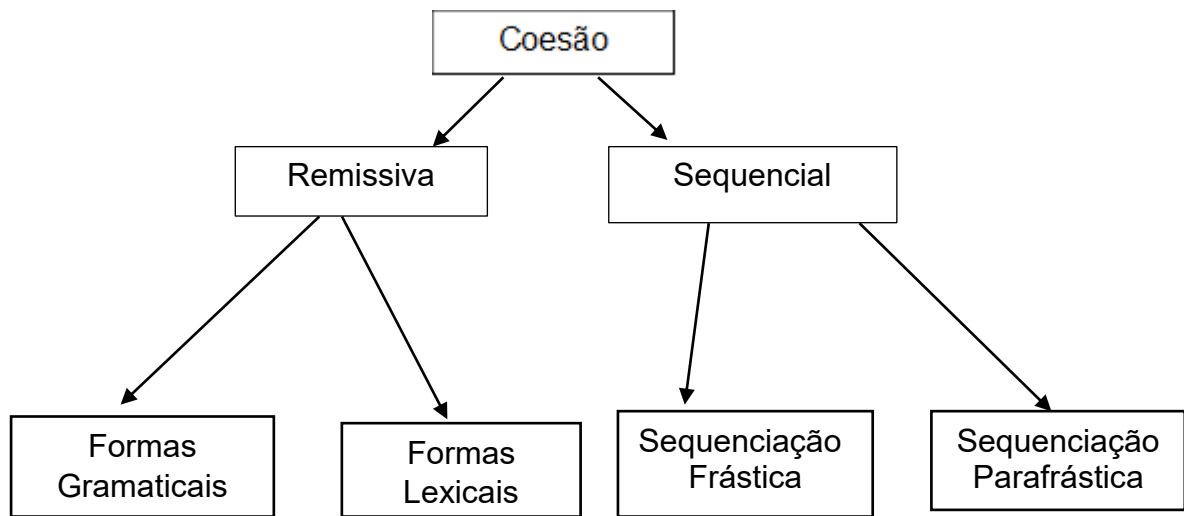 Coesão
Remissiva
Sequencial
Formas
Gramaticais
Formas
Lexicais
Sequenciação
Frástica
Sequenciação
Parafrástica